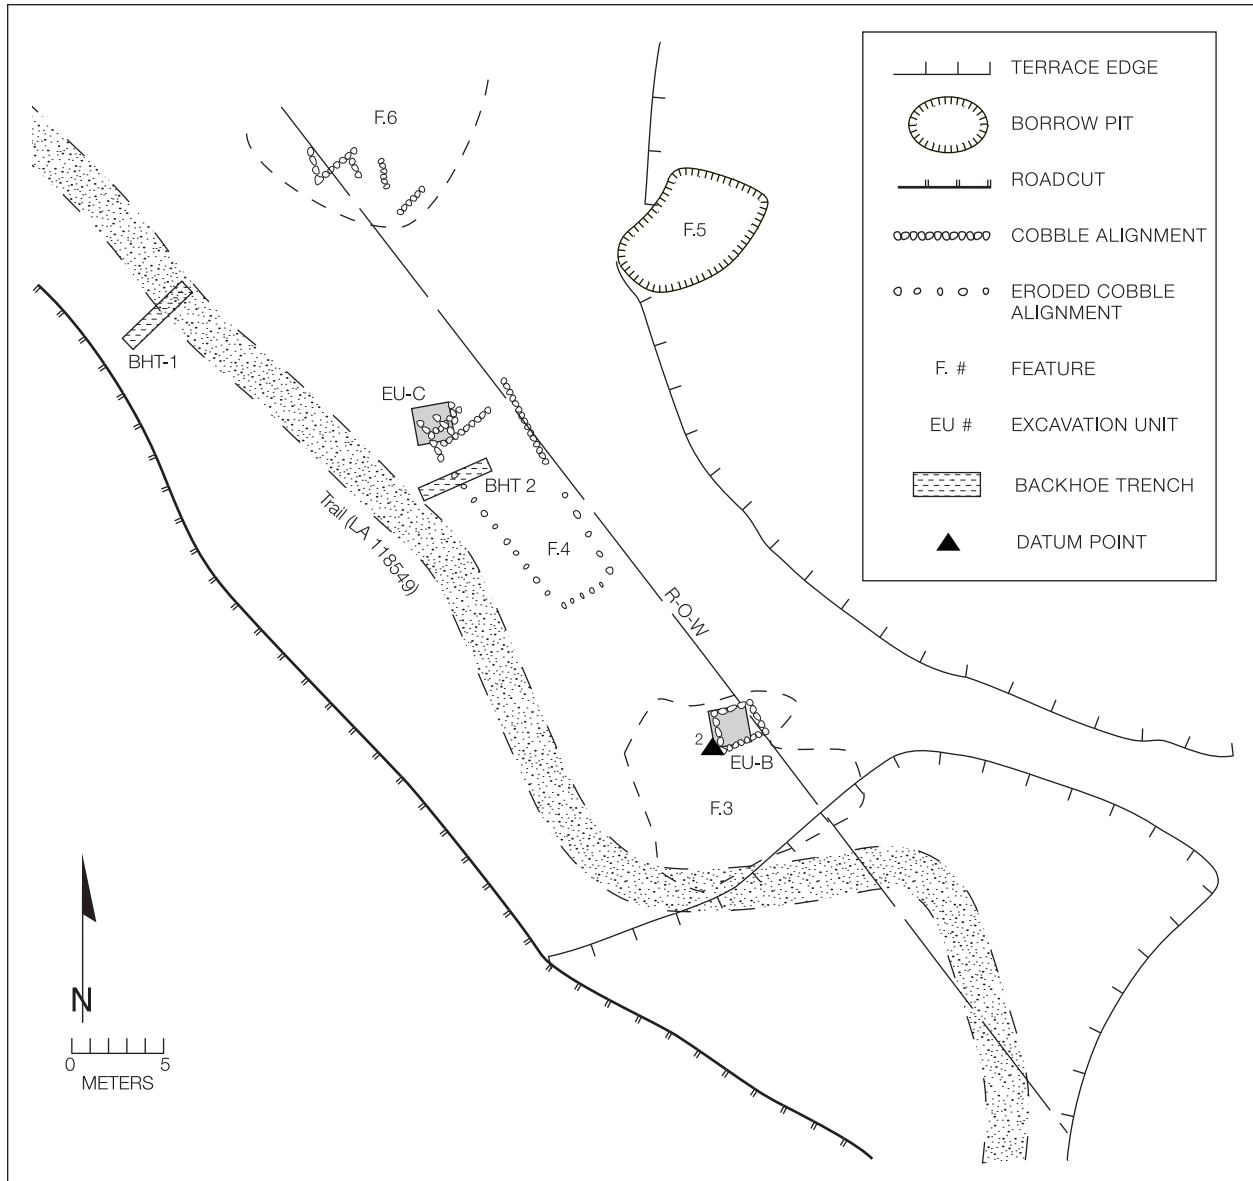 F.6
F.5
BHT-1
EU-C
BHT 2
F.4
Trail (LA 118549)
R-O-W
2
EU-B
F.3
N
0 5
METERS
TERRACE EDGE
BORROW PIT
ROADCUT
COBBLE ALIGNMENT
ERODED COBBLE
ALIGNMENT
F. # FEATURE
EU # EXCAVATION UNIT
BACKHOE TRENCH
DATUM POINT